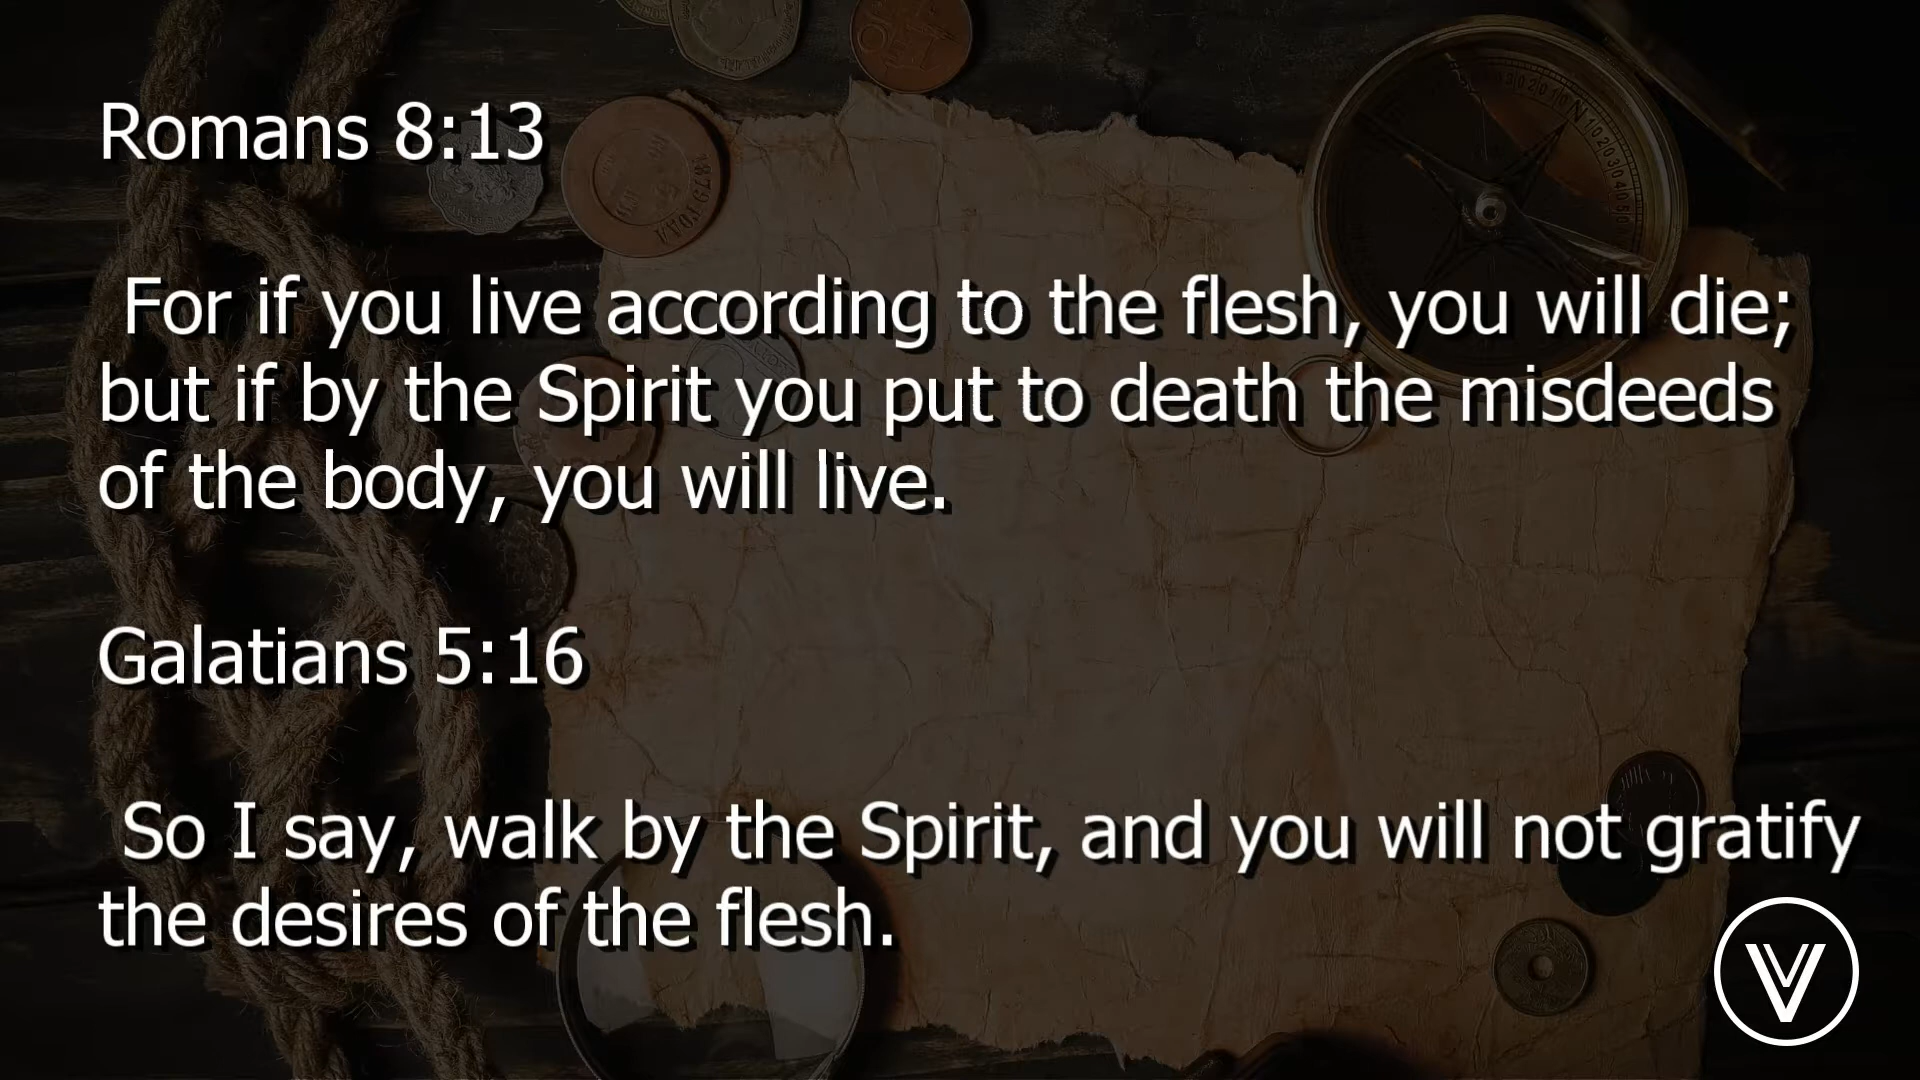 Romans 8:13
For if you live according to the flesh, you will die;
but if by the Spirit you put to death the misdeeds
of the body, you will live.
Galatians 5:16
So I say, walk by the Spirit, and you will not gratify
the desires of the flesh.